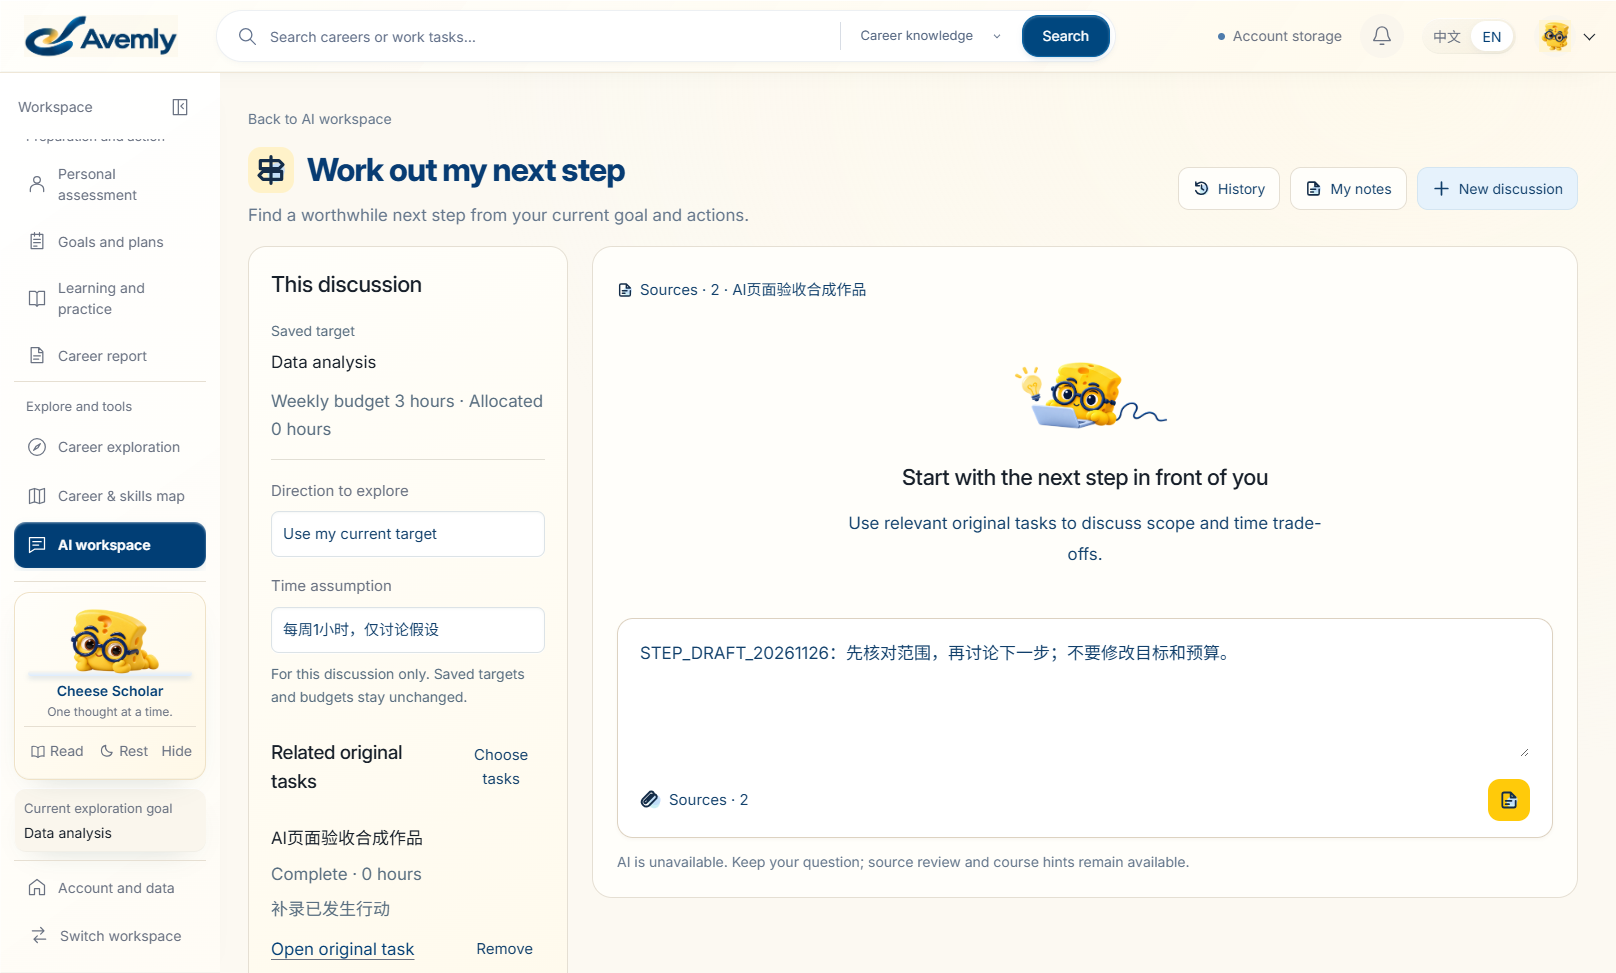 Avemly
Search careers or work tasks...
Career knowledge
Search
Account storage
中文
EN
Workspace
Preparation and action
Personal
assessment
Goals and plans
Learning and
practice
Career report
Explore and tools
Career exploration
Career & skills map
AI workspace
Cheese Scholar
One thought at a time.
Read
Rest
Hide
Current exploration goal
Data analysis
Account and data
Switch workspace
Back to AI workspace
Work out my next step
Find a worthwhile next step from your current goal and actions.
History
My notes
New discussion
This discussion
Saved target
Data analysis
Weekly budget 3 hours · Allocated
0 hours
Direction to explore
Use my current target
Time assumption
每周1小时，仅讨论假设
For this discussion only. Saved targets
and budgets stay unchanged.
Related original
tasks
Choose
tasks
AI页面验收合成作品
Complete · 0 hours
补录已发生行动
Open original task
Remove
Sources · 2 · AI页面验收合成作品
Start with the next step in front of you
Use relevant original tasks to discuss scope and time trade-
offs.
STEP_DRAFT_20261126：先核对范围，再讨论下一步；不要修改目标和预算。
Sources · 2
AI is unavailable. Keep your question; source review and course hints remain available.